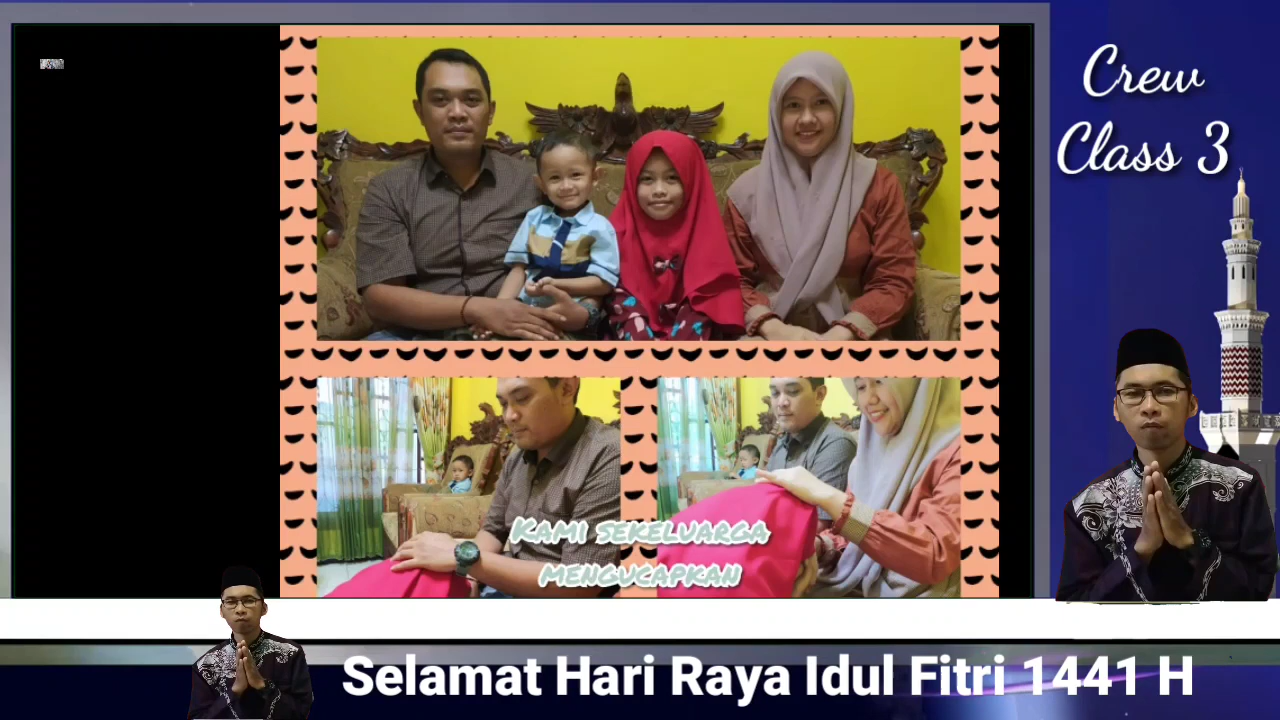 Crew
Class 3
KAMI SEKELUARGA
MENGUCAPKAN
Selamat Hari Raya Idul Fitri 1441 H